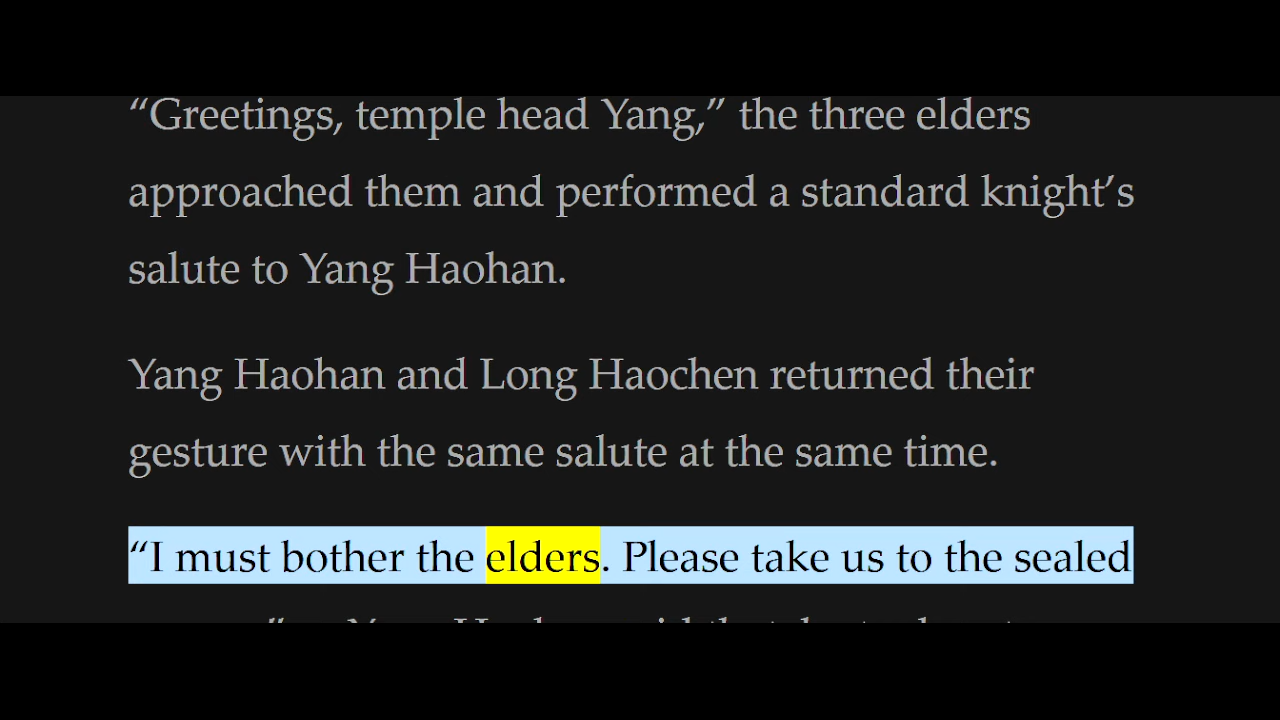 “Greetings, temple head Yang,” the three elders
approached them and performed a standard knight’s
salute to Yang Haohan.
Yang Haohan and Long Haochen returned their
gesture with the same salute at the same time.
“I must bother the elders. Please take us to the sealed